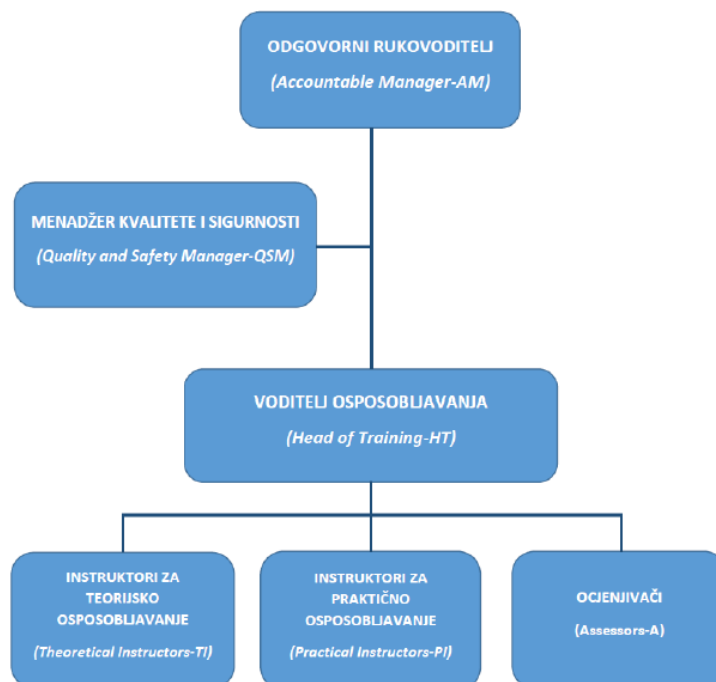 ODGOVORNI RUKOVODITELJ
(Accountable Manager-AM)
MENADŽER KVALITETE I SIGURNOSTI
(Quality and Safety Manager-QSM)
VODITELJ OSPOSOBLJAVANJA
(Head of Training-HT)
INSTRUKTORI ZA
TEORIJSKO
OSPOSOBLJAVANJE
(Theoretical Instructors-TI)
INSTRUKTORI ZA
PRAKTIČNO
OSPOSOBLJAVANJE
(Practical Instructors-PI)
OCJENJIVAČI
(Assessors-A)